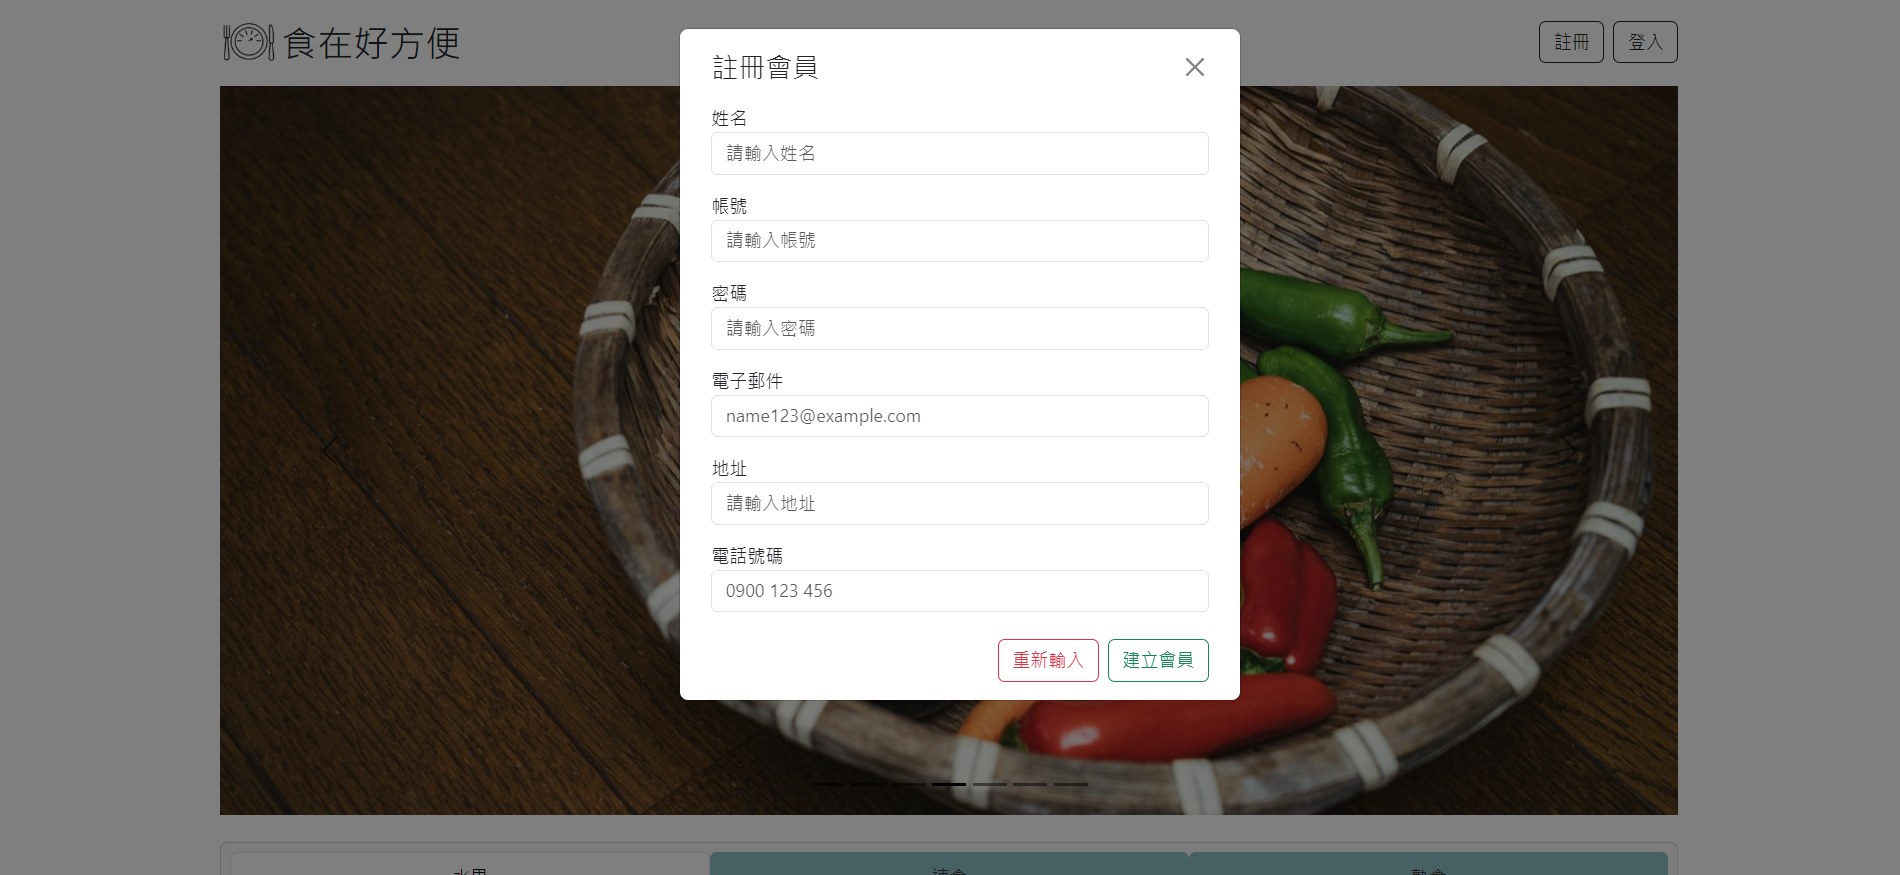 食在好方便
註冊
登入
註冊會員
姓名
請輸入姓名
帳號
請輸入帳號
密碼
請輸入密碼
電子郵件
name123@example.com
地址
請輸入地址
電話號碼
0900 123 456
重新輸入
建立會員